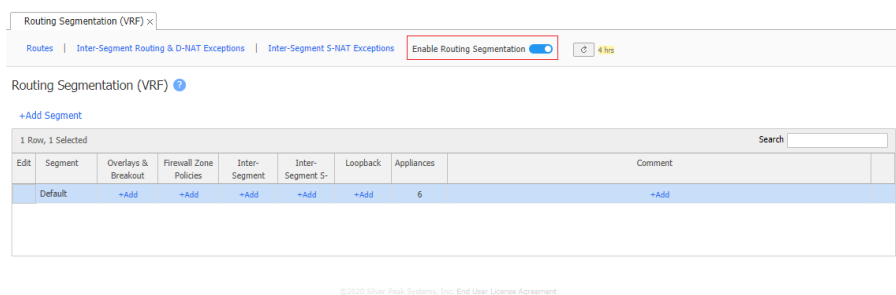 Routing Segmentation (VRF) ×
Routes | Inter-Segment Routing & D-NAT Exceptions | Inter-Segment S-NAT Exceptions Enable Routing Segmentation 4 hrs
Routing Segmentation (VRF) ?
+Add Segment
1 Row, 1 Selected Search
Edit Segment Overlays & Breakout Firewall Zone Policies Inter-Segment Inter-Segment S- Loopback Appliances Comment
Default +Add +Add +Add +Add +Add 6 +Add
©2020 Silver Peak Systems, Inc. End User License Agreement